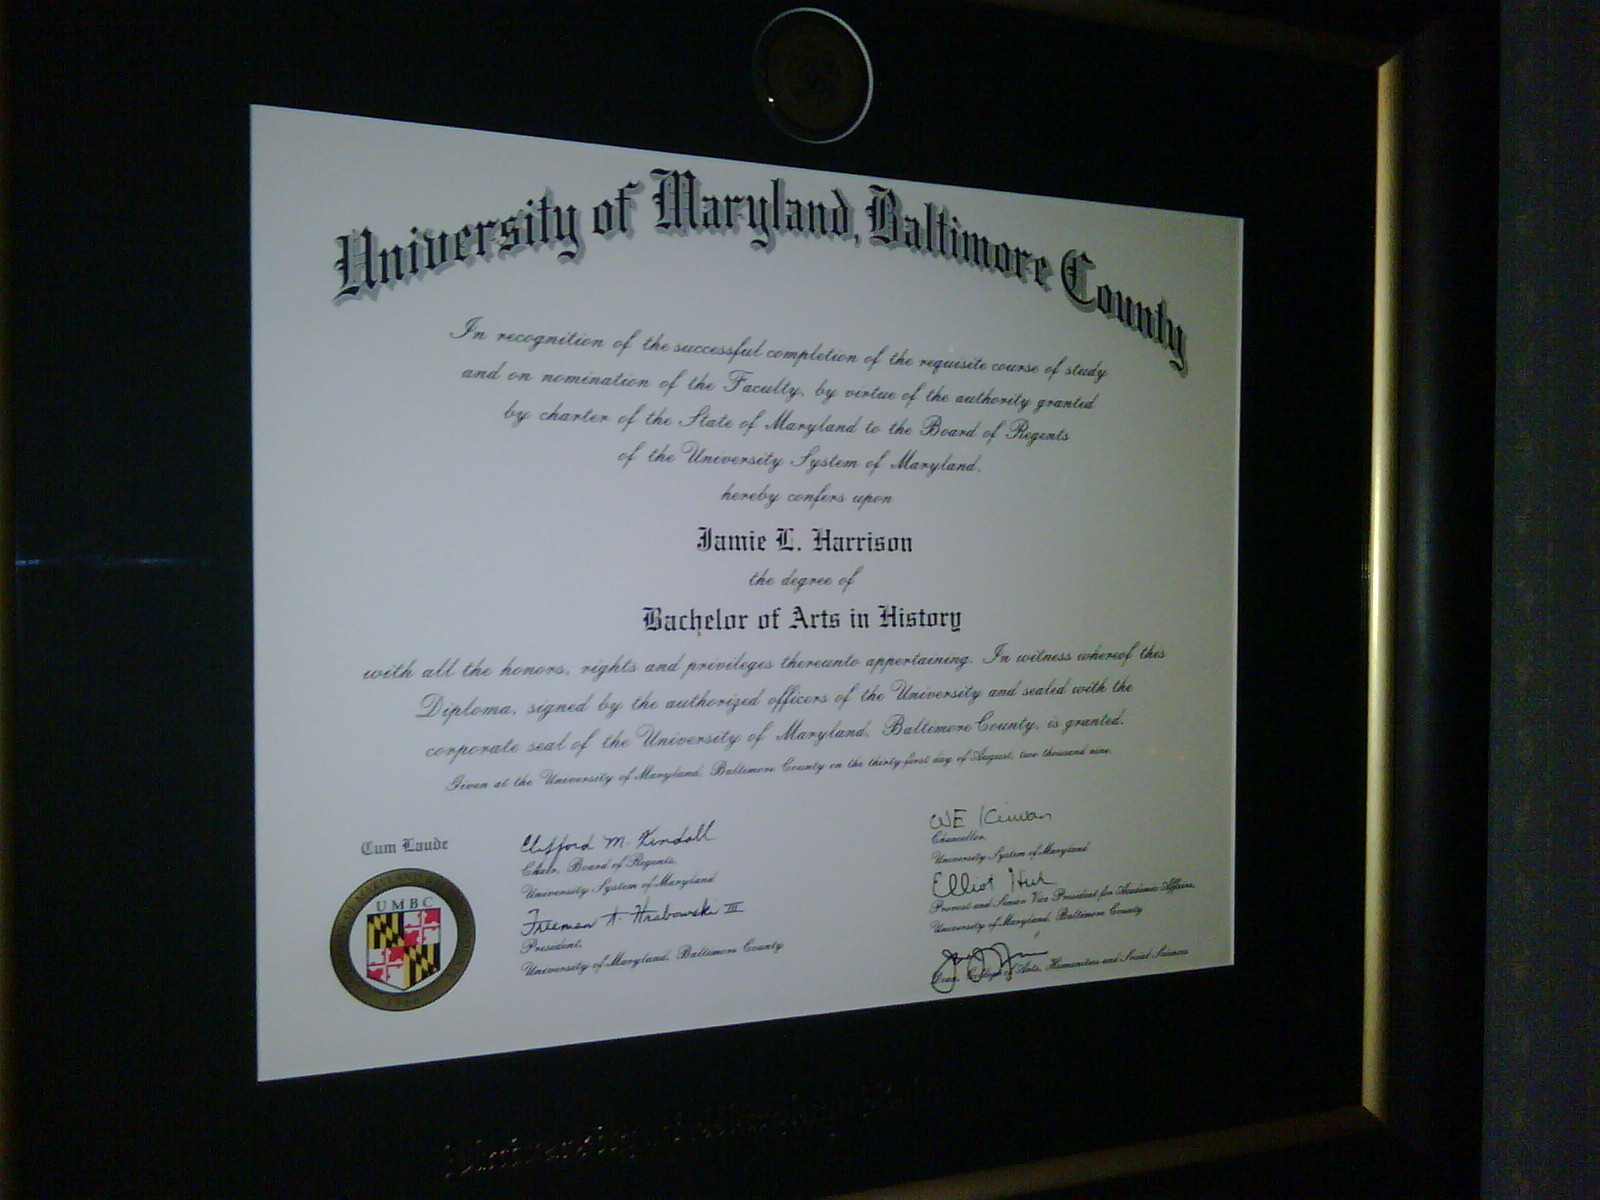 University of Maryland, Baltimore County
In recognition of the successful completion of the requisite course of study
and on nomination of the Faculty, by virtue of the authority granted
by charter of the State of Maryland to the Board of Regents
of the University System of Maryland,
hereby confers upon
Jamie L. Harrison
the degree of
Bachelor of Arts in History
with all the honors, rights and privileges thereunto appertaining. In witness whereof this
Diploma, signed by the authorized officers of the University and sealed with the
corporate seal of the University of Maryland, Baltimore County, is granted.
Given at the University of Maryland, Baltimore County on the thirty-first day of August, two thousand nine.
Cum Laude
UMBC
1966
Clifford M. Kendall
Chair, Board of Regents,
University System of Maryland
Freeman A. Hrabowski III
President,
University of Maryland, Baltimore County
WE Kirwan
Chancellor,
University System of Maryland
Elliot
Provost and Senior Vice President for Academic Affairs,
University of Maryland, Baltimore County
Dean, College of Arts, Humanities and Social Sciences